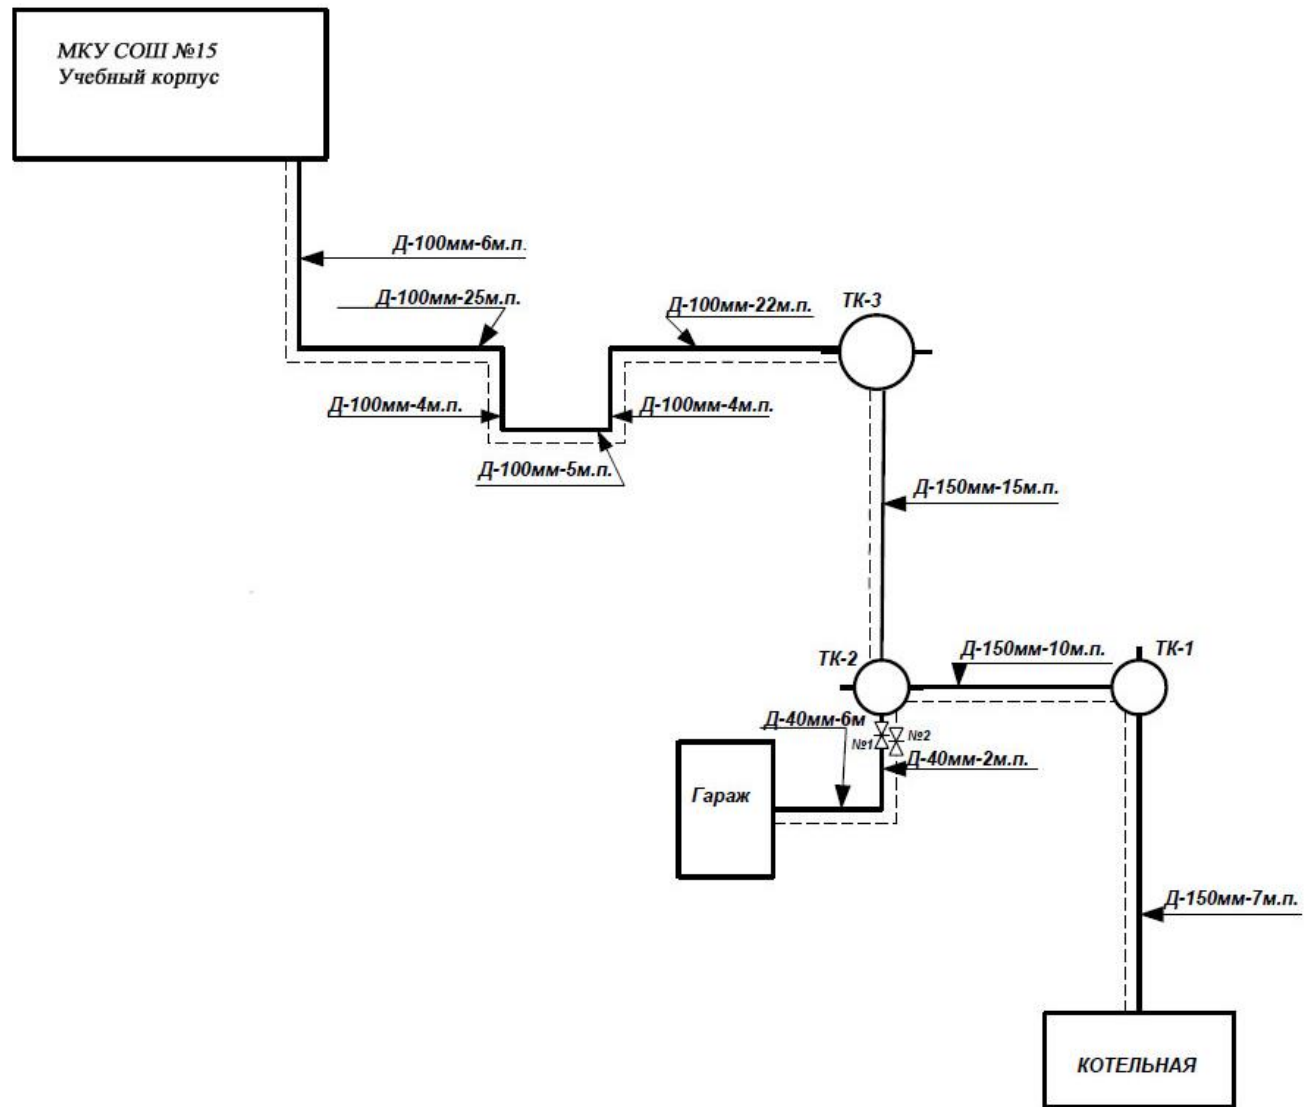 МКУ СОШ №15
Учебный корпус
Д-100мм-6м.п.
Д-100мм-25м.п.
Д-100мм-22м.п.
ТК-3
Д-100мм-4м.п.
Д-100мм-4м.п.
Д-100мм-5м.п.
Д-150мм-15м.п.
ТК-2
Д-150мм-10м.п.
ТК-1
Д-40мм-6м
№1
№2
Д-40мм-2м.п.
Гараж
Д-150мм-7м.п.
КОТЕЛЬНАЯ